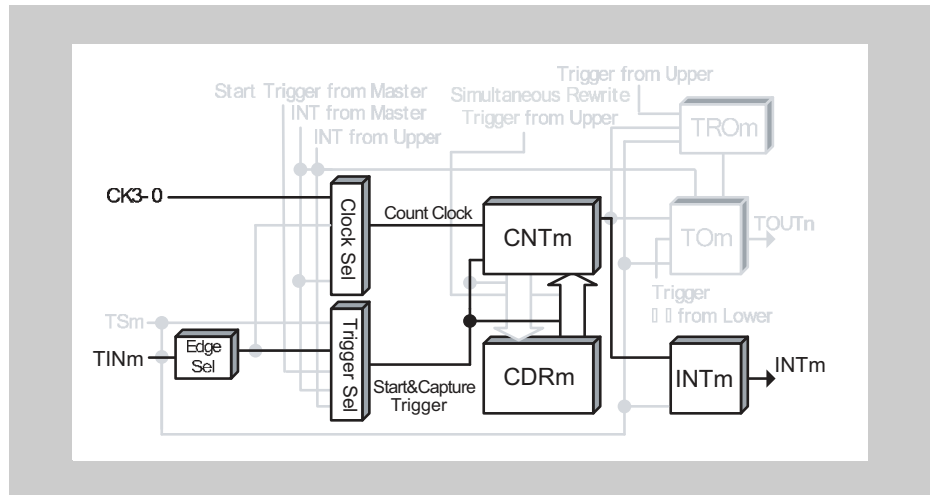 Trigger from Upper
Start Trigger from Master
Simultaneous Rewrite
INT from Master
Trigger from Upper
TROm
INT from Upper
CK3-0
Clock Sel
Count Clock
CNTm
TOm
TOUTn
Trigger
from Lower
TSm
TINm
Edge
Sel
Trigger Sel
Start&Capture
Trigger
CDRm
INTm
INTm